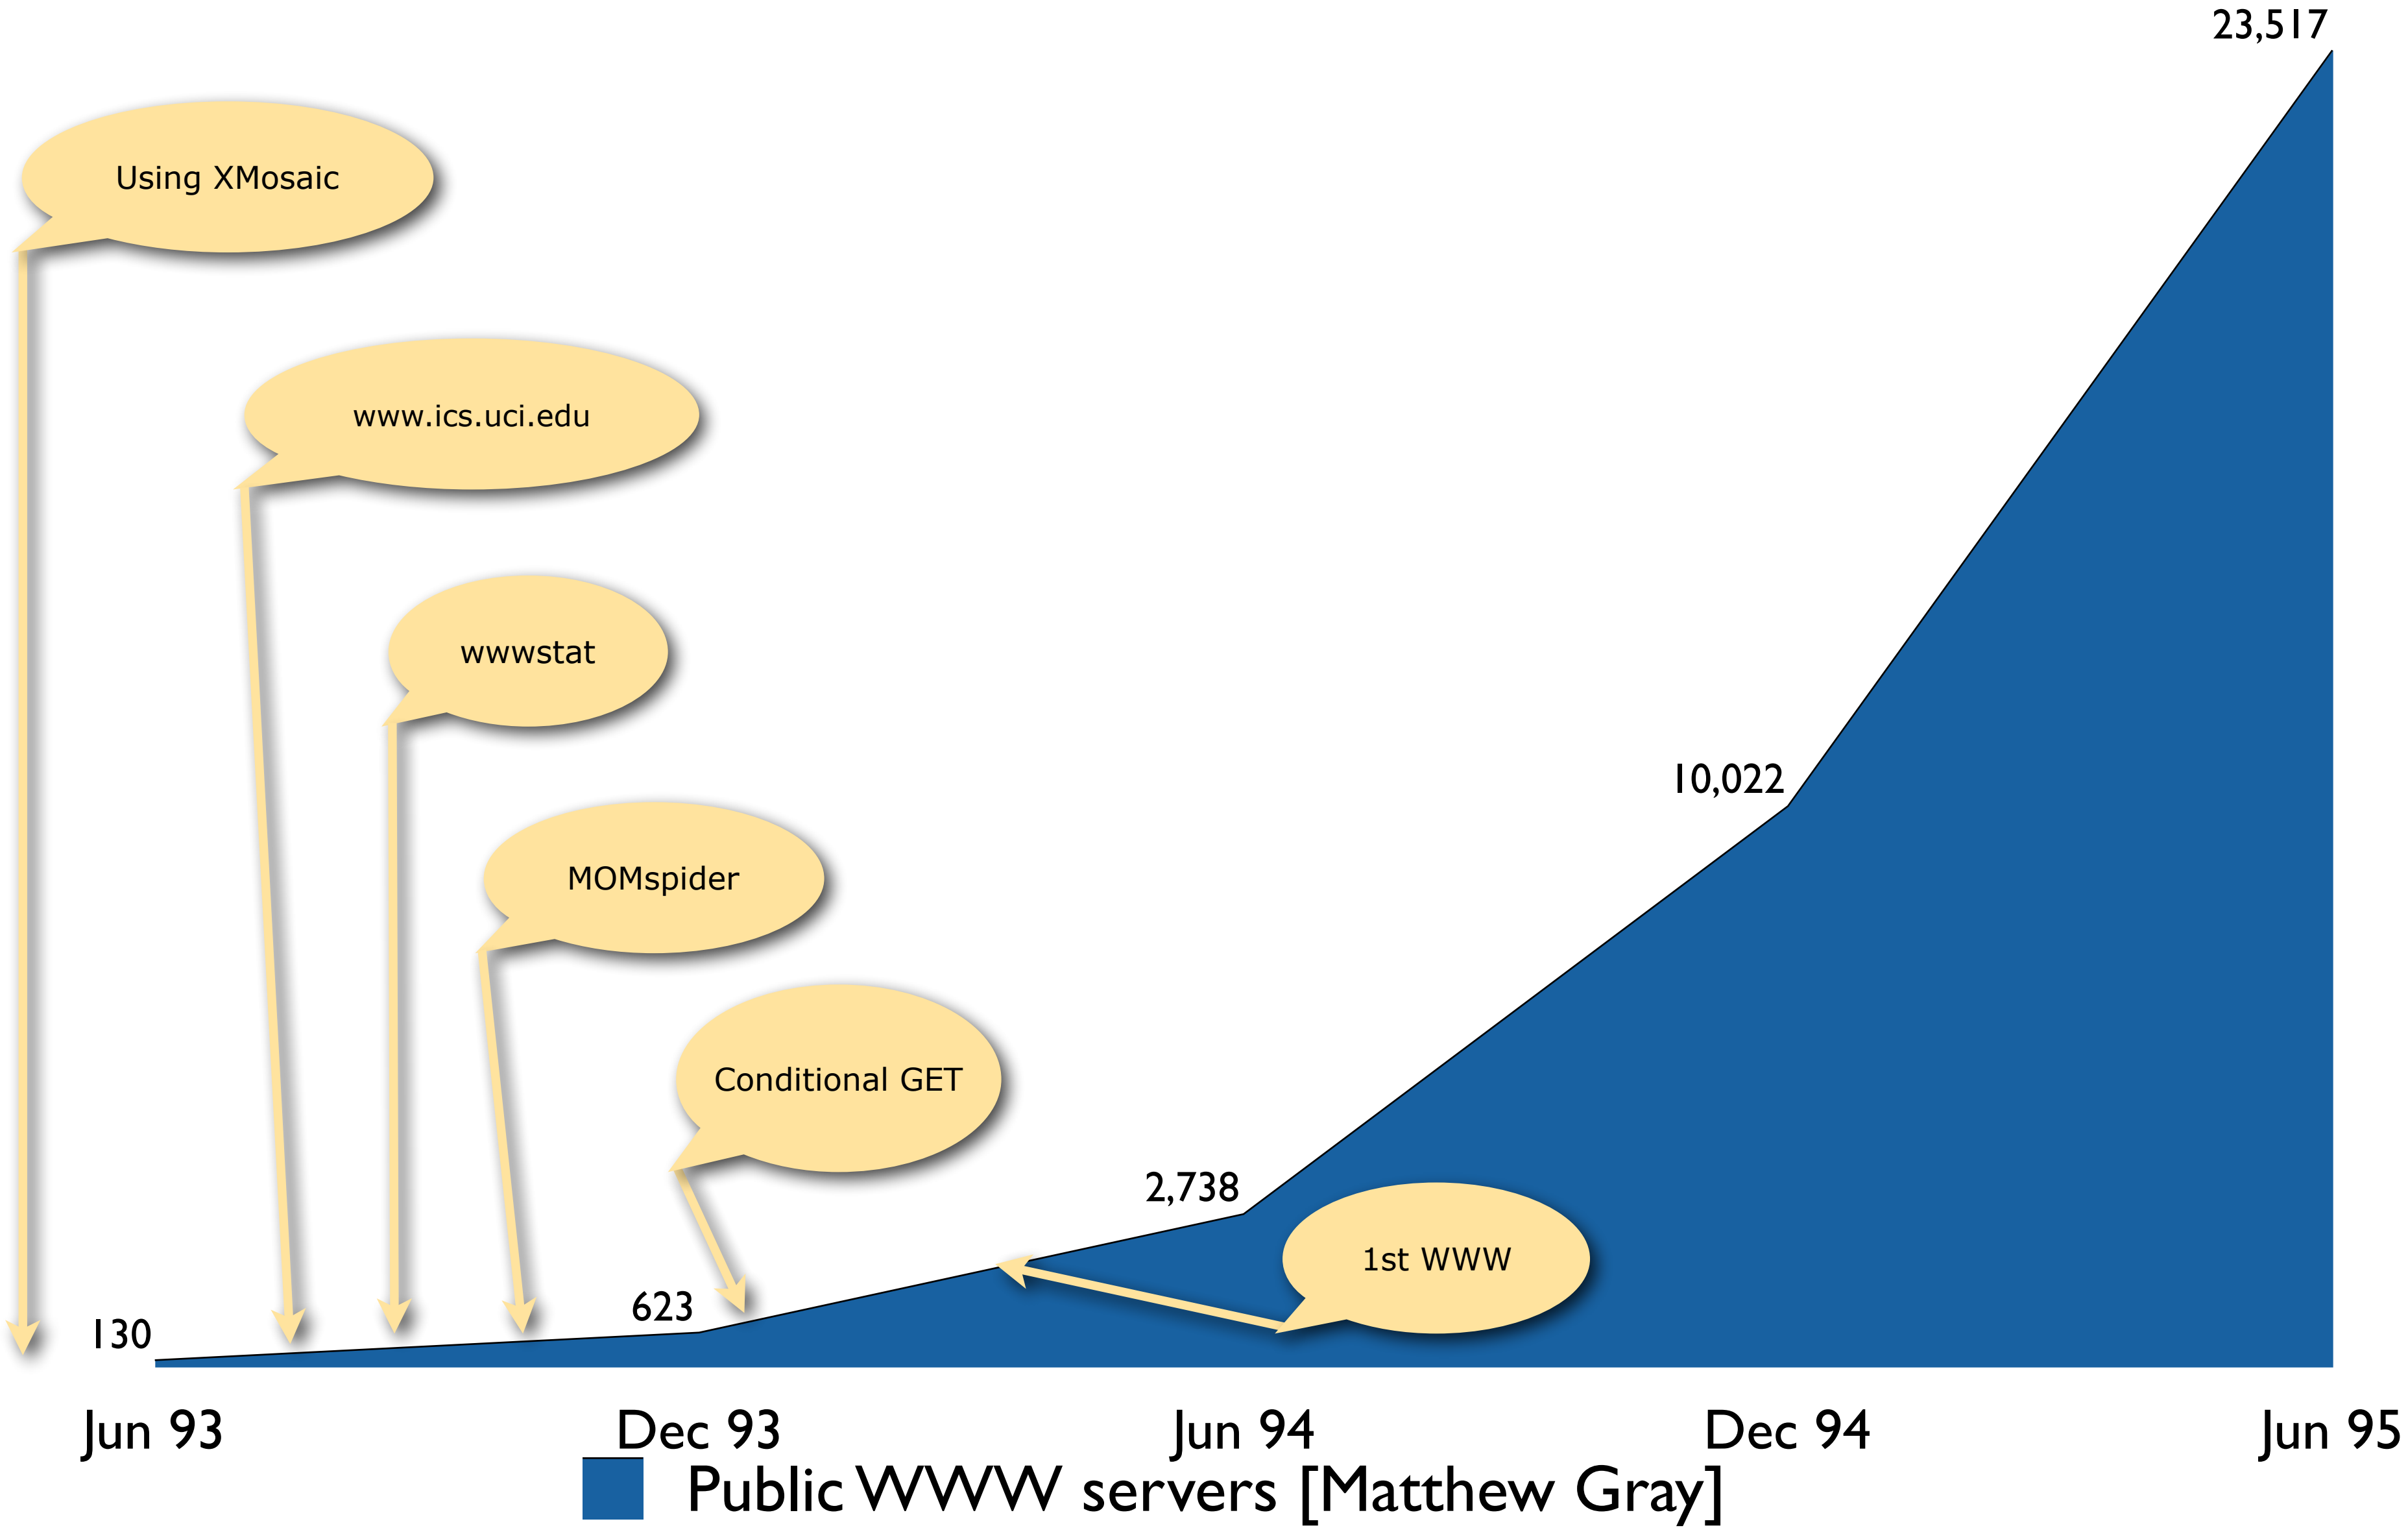 23,517
Using XMosaic
www.ics.uci.edu
wwwstat
10,022
MOMspider
Conditional GET
2,738
1st WWW
623
130
Jun 93 Dec 93 Jun 94 Dec 94 Jun 95
Public WWW servers [Matthew Gray]